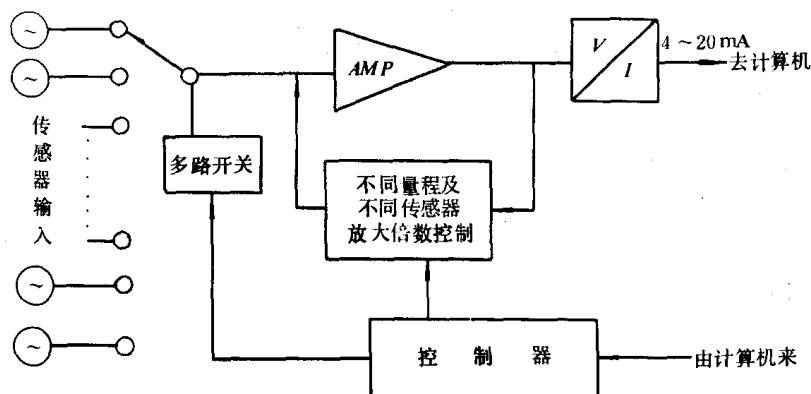 AMP
V
I
4～20mA
去计算机
传感器输入
多路开关
不同量程及
不同传感器
放大倍数控制
控制器
由计算机来
~
~
~
~